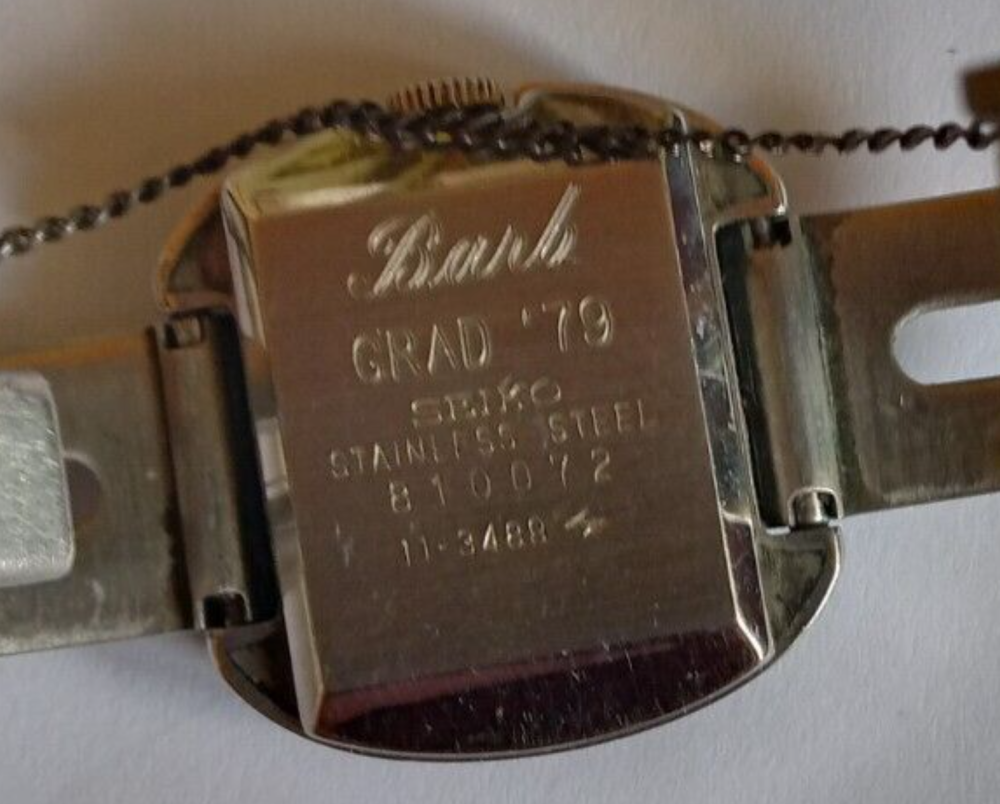 Barb
GRAD '79
SEIKO
STAINLESS STEEL
810072
11-3488